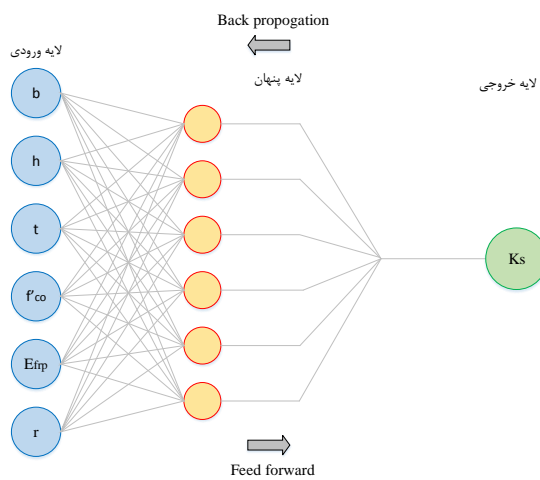 Back propogation
لایه ورودی
لایه پنهان
لایه خروجی
b
h
t
f'co
Efrp
r
Ks
Feed forward